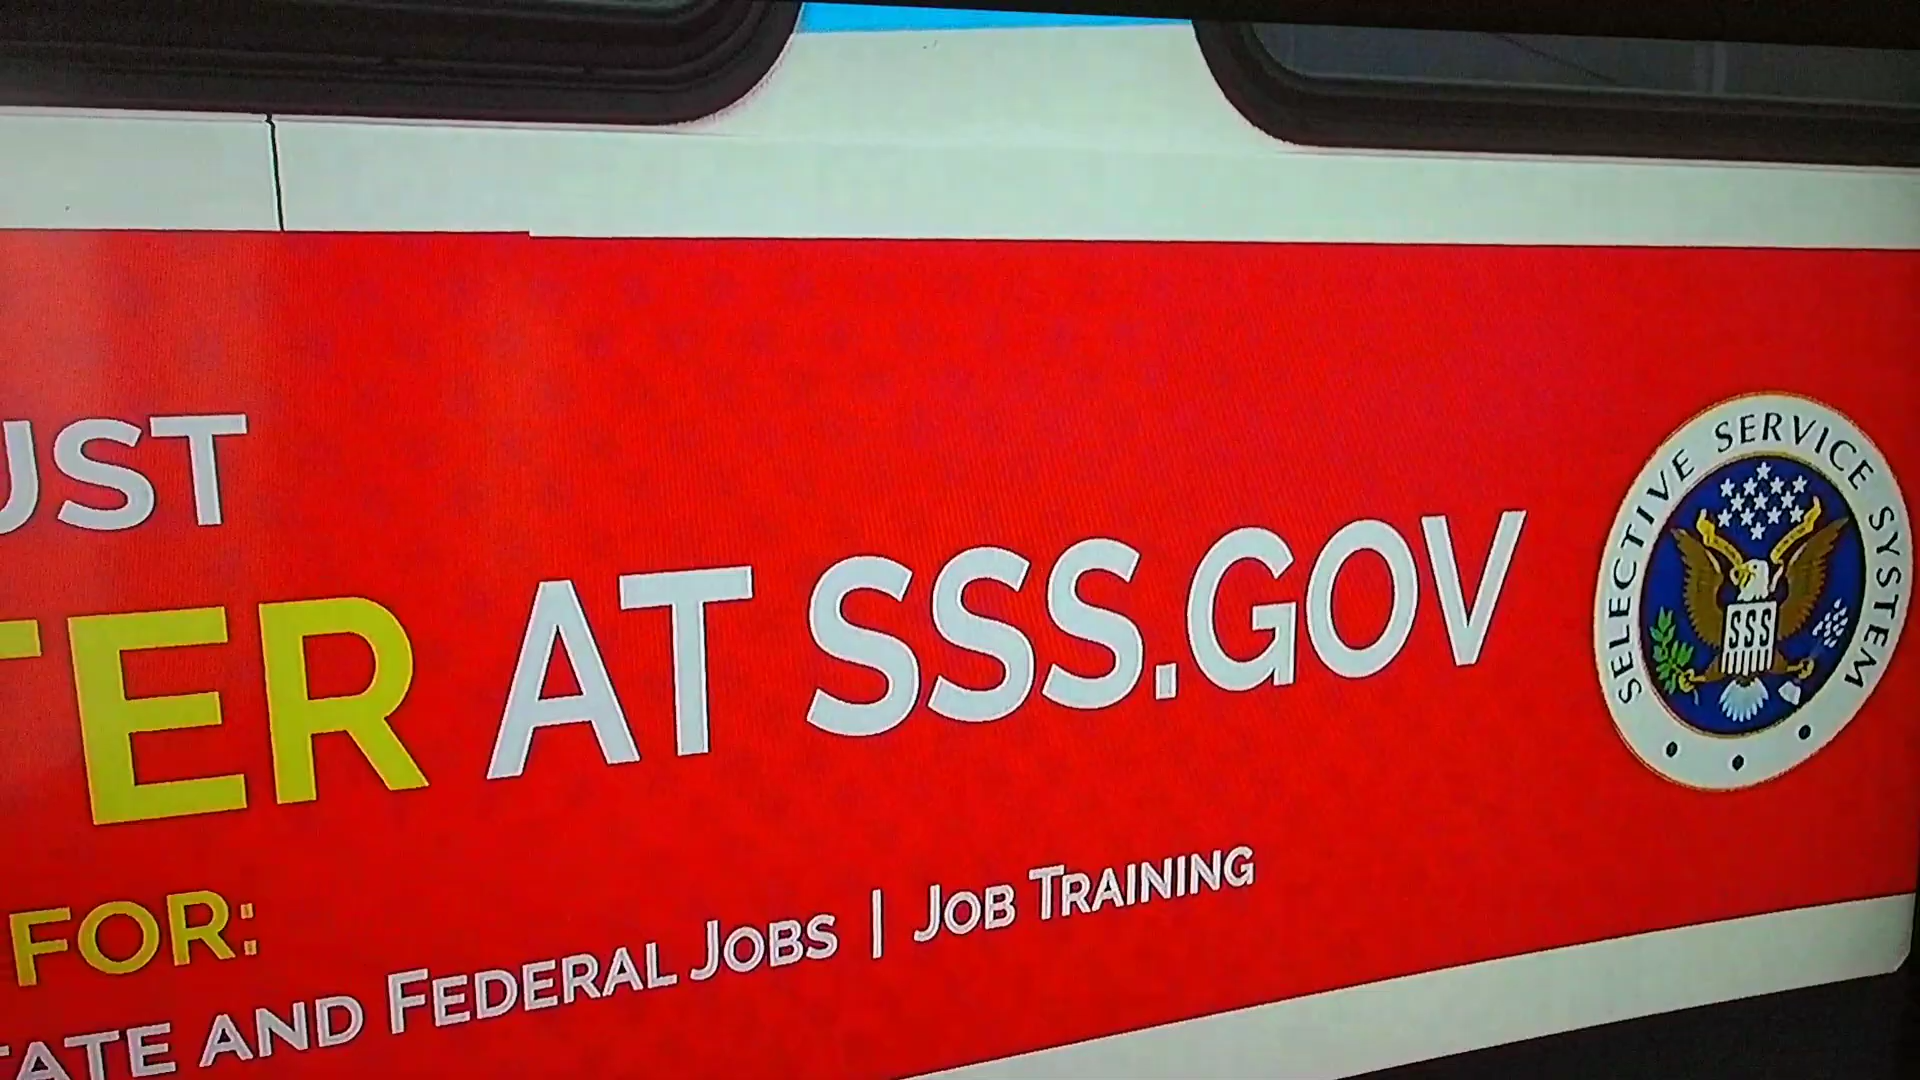 UST
TER AT SSS.GOV
FOR:
TATE AND FEDERAL JOBS | JOB TRAINING
SELECTIVE SERVICE SYSTEM
SSS